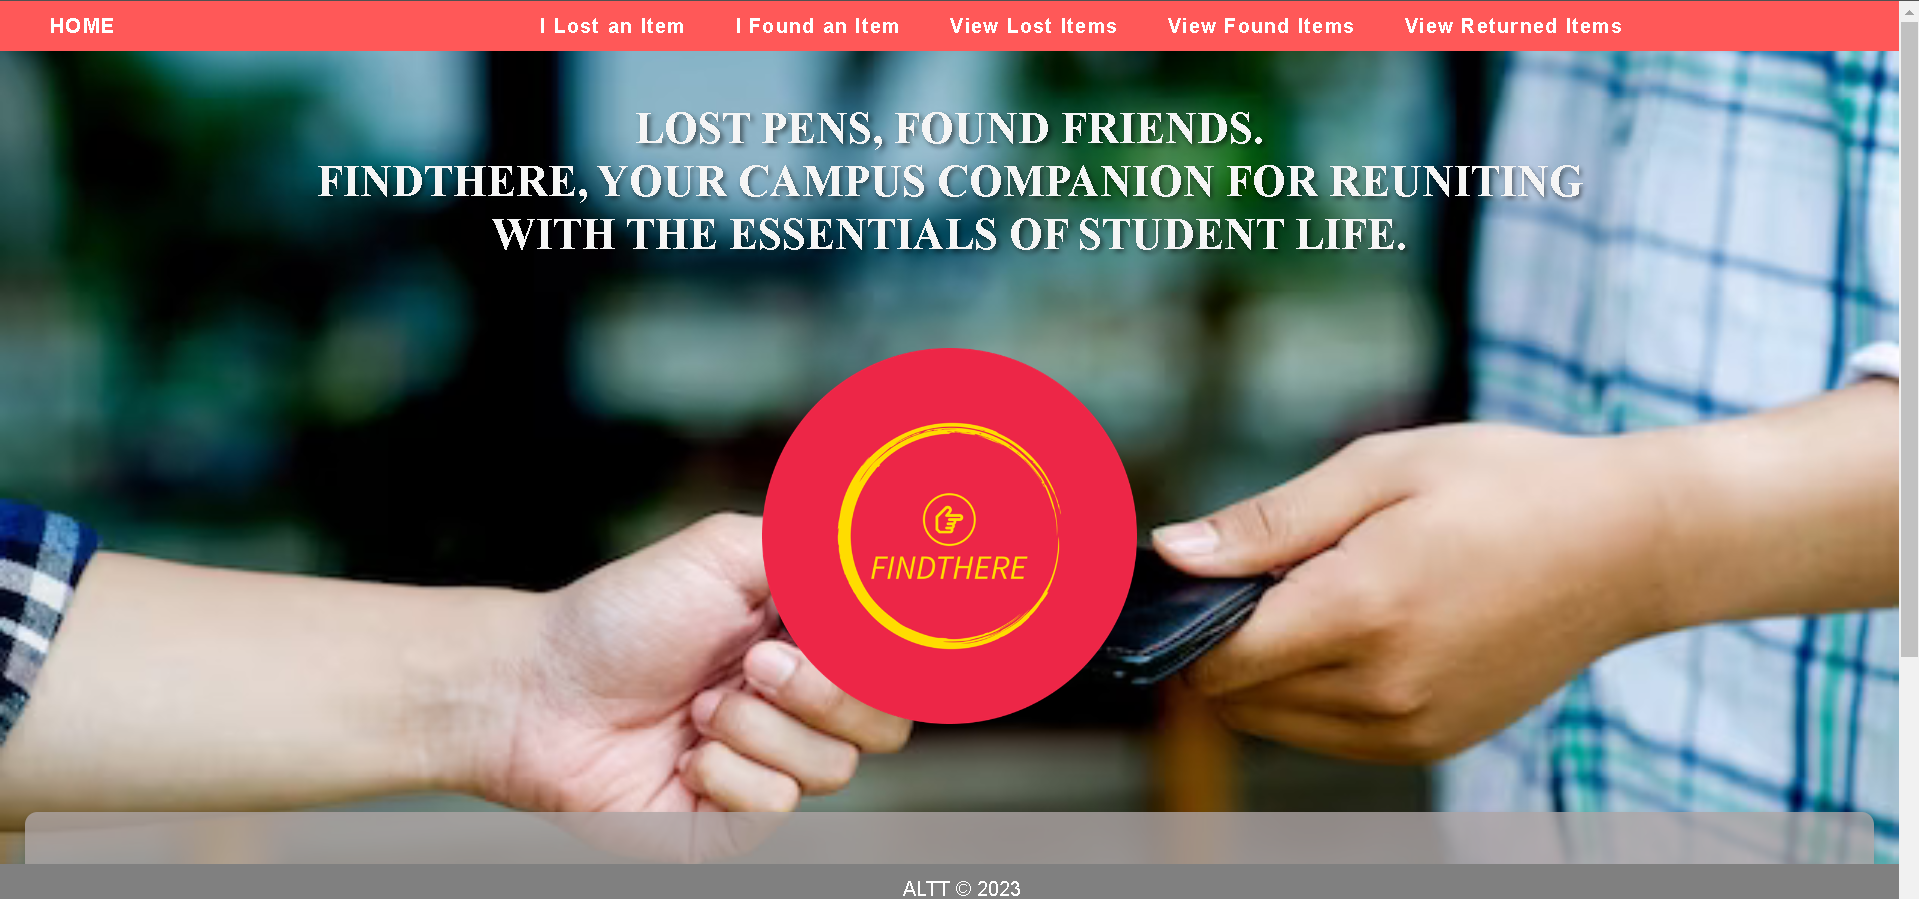 HOME I Lost an Item I Found an Item View Lost Items View Found Items View Returned Items
LOST PENS, FOUND FRIENDS.
FINDTHERE, YOUR CAMPUS COMPANION FOR REUNITING
WITH THE ESSENTIALS OF STUDENT LIFE.
FINDTHERE
ALTT © 2023